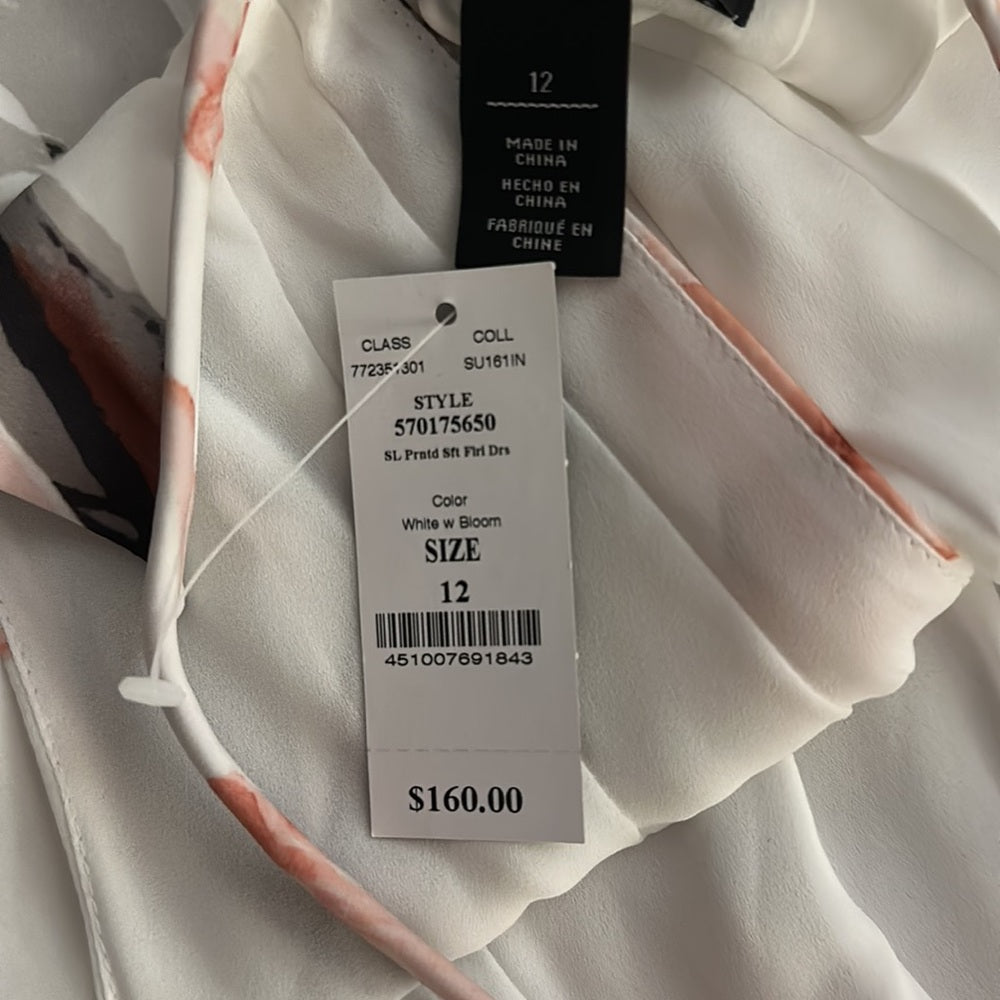 12
MADE IN
CHINA
HECHO EN
CHINA
FABRIQUÉ EN
CHINE
CLASS COLL
772351301 SU161IN
STYLE
570175650
SL Prntd Sft Flrl Drs
Color
White w Bloom
SIZE
12
451007691843
$160.00